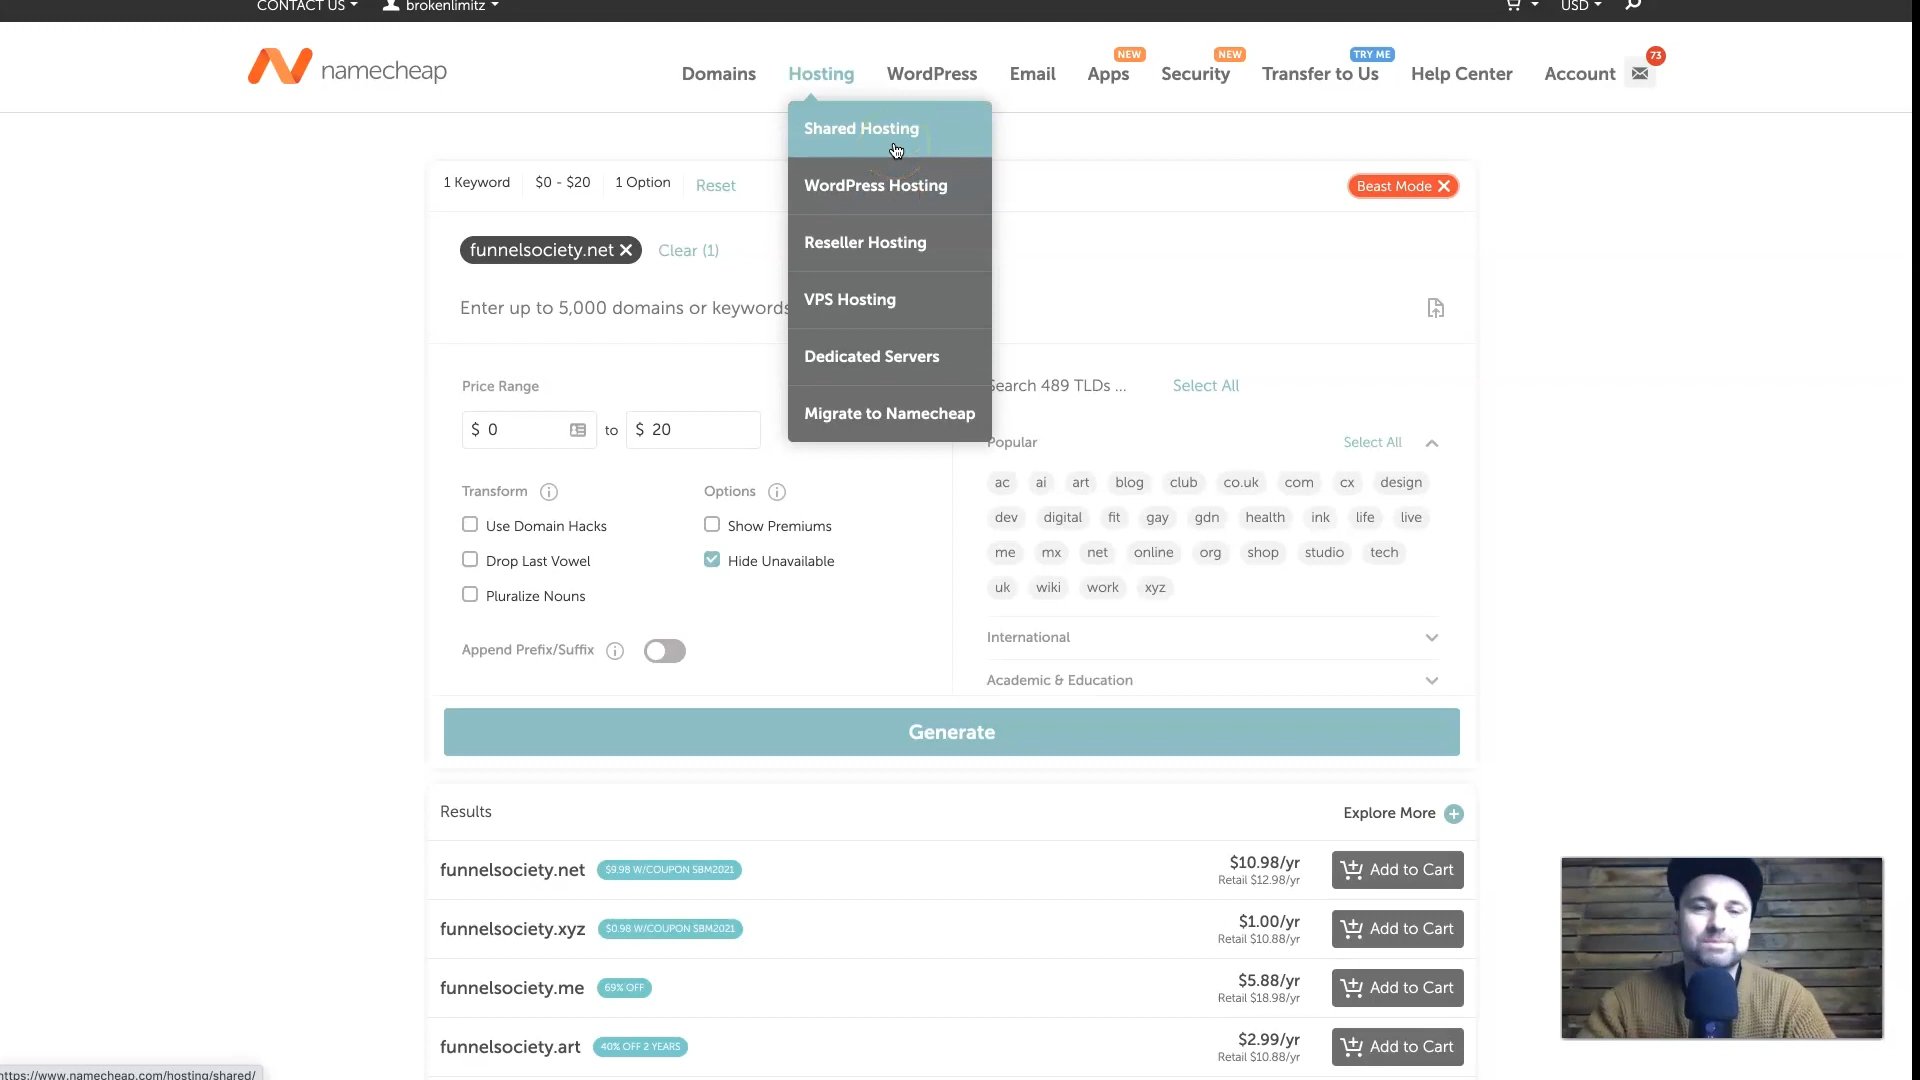 CONTACT US
brokenlimitz
USD
namecheap
Domains
Hosting
WordPress
Email
NEW
Apps
NEW
Security
TRY ME
Transfer to Us
Help Center
Account
73
Shared Hosting
WordPress Hosting
Reseller Hosting
VPS Hosting
Dedicated Servers
Migrate to Namecheap
1 Keyword
$0 - $20
1 Option
Reset
Beast Mode
funnelsociety.net
Clear (1)
Enter up to 5,000 domains or keywords
Price Range
$ 0
to
$ 20
Search 489 TLDs ...
Select All
Popular
Select All
ac ai art blog club co.uk com cx design
dev digital fit gay gdn health ink life live
me mx net online org shop studio tech
uk wiki work xyz
International
Academic & Education
Transform
Use Domain Hacks
Drop Last Vowel
Pluralize Nouns
Options
Show Premiums
Hide Unavailable
Append Prefix/Suffix
Generate
Results
Explore More
funnelsociety.net
$9.98 W/COUPON SBM2021
$10.98/yr
Retail $12.98/yr
Add to Cart
funnelsociety.xyz
$0.98 W/COUPON SBM2021
$1.00/yr
Retail $10.88/yr
Add to Cart
funnelsociety.me
69% OFF
$5.88/yr
Retail $18.98/yr
Add to Cart
funnelsociety.art
40% OFF 2 YEARS
$2.99/yr
Retail $10.88/yr
Add to Cart
https://www.namecheap.com/hosting/shared/